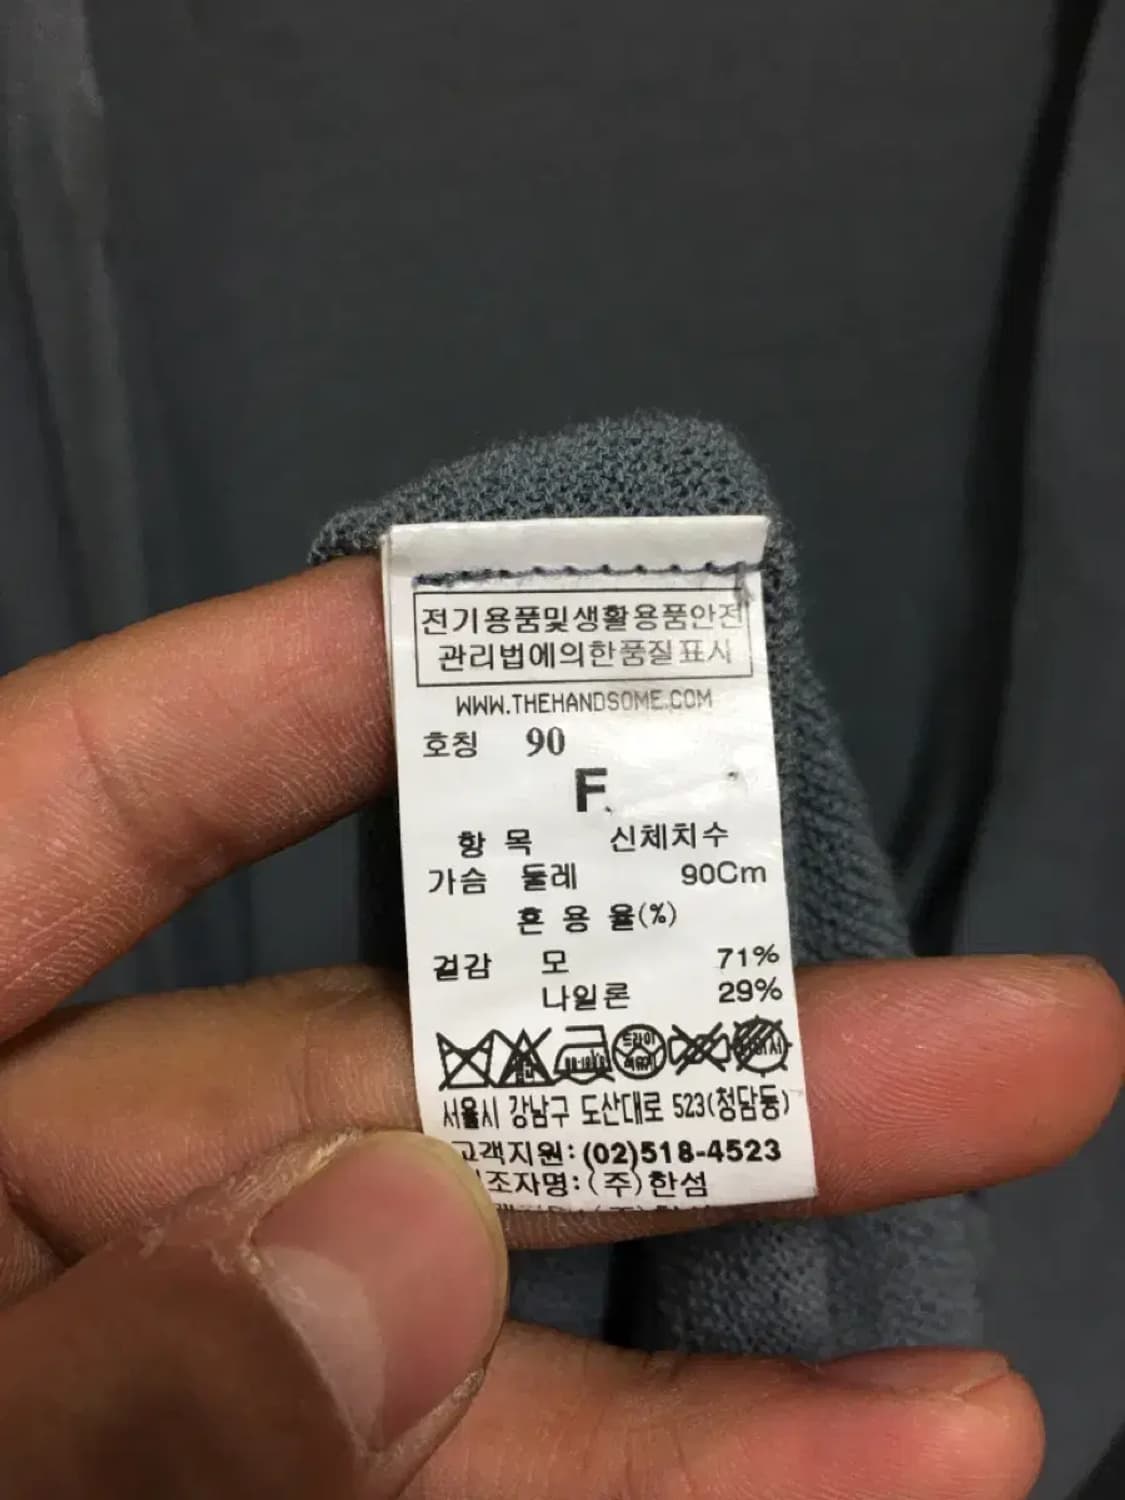 전기용품및생활용품안전
관리법에의한품질표시
WWW.THEHANDSOME.COM
호칭 90
F
항 목 신체치수
가슴 둘레 90Cm
혼 용 율(%)
겉감 모 71%
나일론 29%
드라이
서울시 강남구 도산대로 523(청담동)
고객지원: (02)518-4523
조자명: (주)한섬